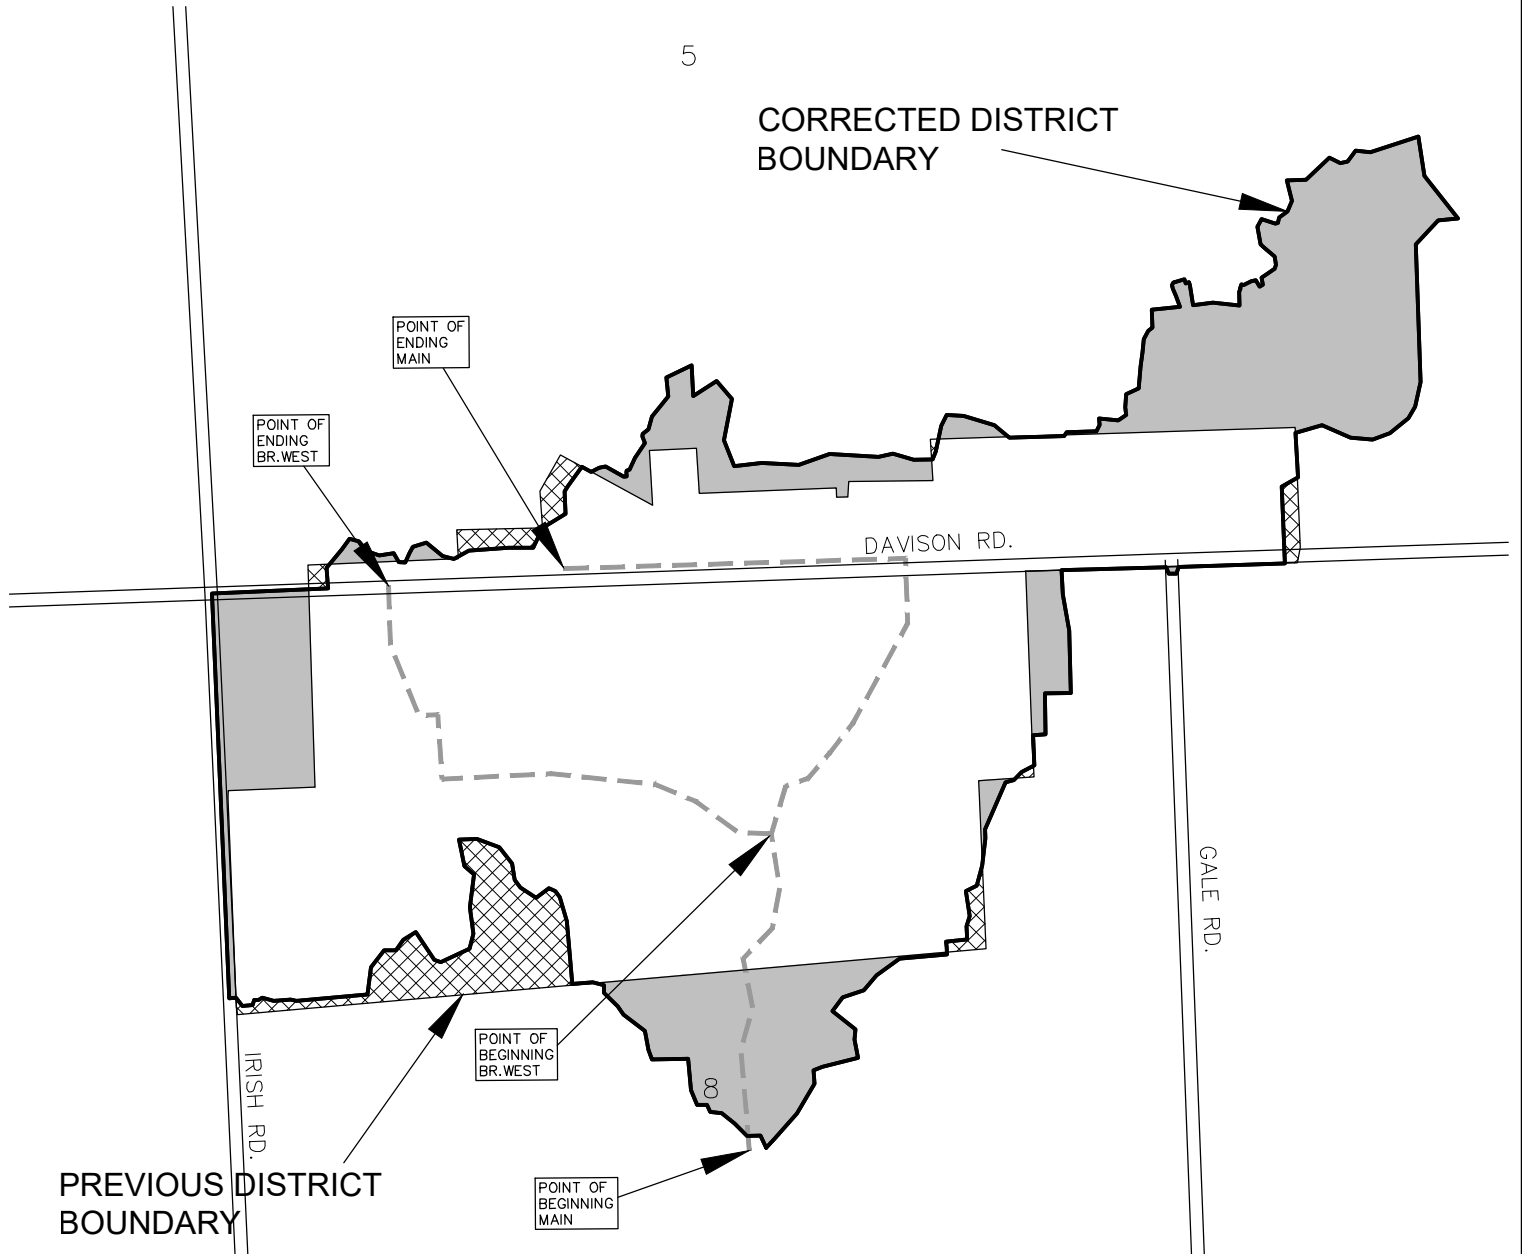 5
CORRECTED DISTRICT
BOUNDARY
POINT OF
ENDING
MAIN
POINT OF
ENDING
BR.WEST
DAVISON RD.
GALE RD.
POINT OF
BEGINNING
BR.WEST
8
IRISH RD.
PREVIOUS DISTRICT
BOUNDARY
POINT OF
BEGINNING
MAIN